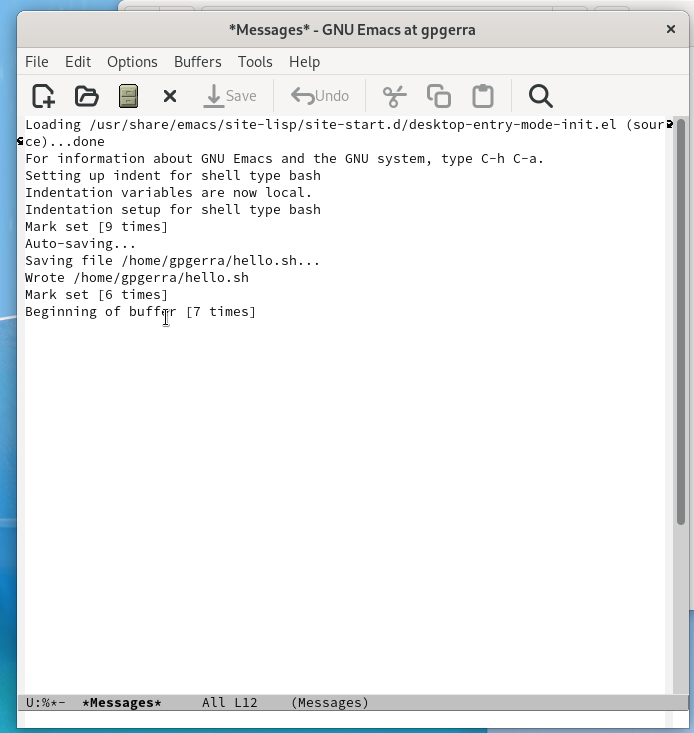 *Messages* - GNU Emacs at gpgerra
File Edit Options Buffers Tools Help
Save Undo
Loading /usr/share/emacs/site-lisp/site-start.d/desktop-entry-mode-init.el (sour
ce)...done
For information about GNU Emacs and the GNU system, type C-h C-a.
Setting up indent for shell type bash
Indentation variables are now local.
Indentation setup for shell type bash
Mark set [9 times]
Auto-saving...
Saving file /home/gpgerra/hello.sh...
Wrote /home/gpgerra/hello.sh
Mark set [6 times]
Beginning of buffer [7 times]
U:%*-  *Messages*     All L12    (Messages)